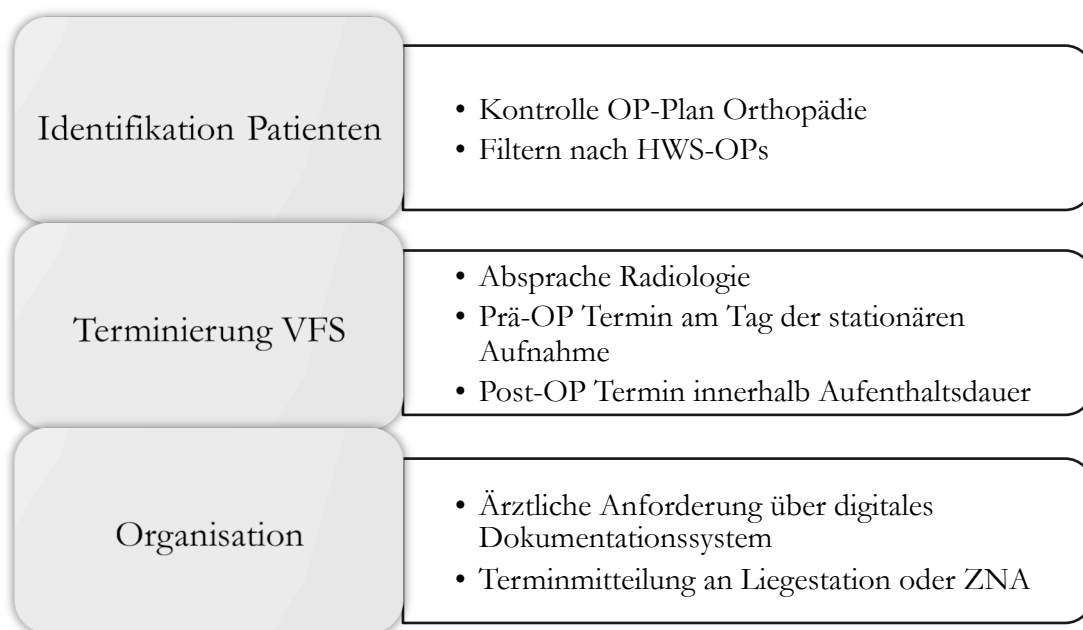 Identifikation Patienten
• Kontrolle OP-Plan Orthopädie
• Filtern nach HWS-OPs
Terminierung VFS
• Absprache Radiologie
• Prä-OP Termin am Tag der stationären
Aufnahme
• Post-OP Termin innerhalb Aufenthaltsdauer
Organisation
• Ärztliche Anforderung über digitales
Dokumentationssystem
• Terminmitteilung an Liegestation oder ZNA